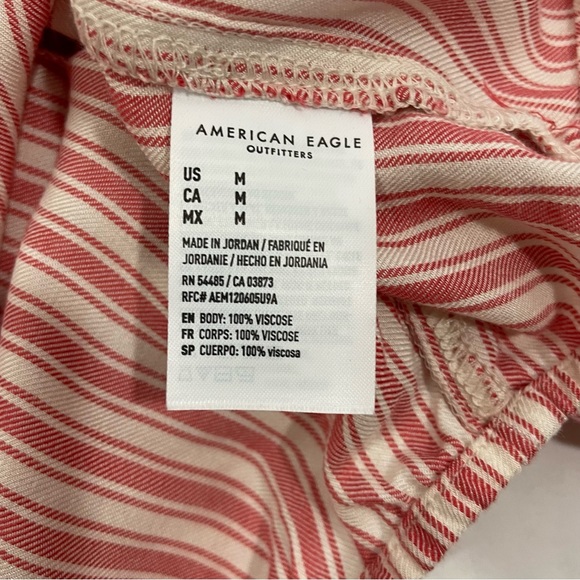 AMERICAN EAGLE
OUTFITTERS
US M
CA M
MX M
MADE IN JORDAN / FABRIQUÉ EN
JORDANIE / HECHO EN JORDANIA
RN 54485 / CA 03873
RFC# AEM120605U9A
EN BODY: 100% VISCOSE
FR CORPS: 100% VISCOSE
SP CUERPO: 100% viscosa